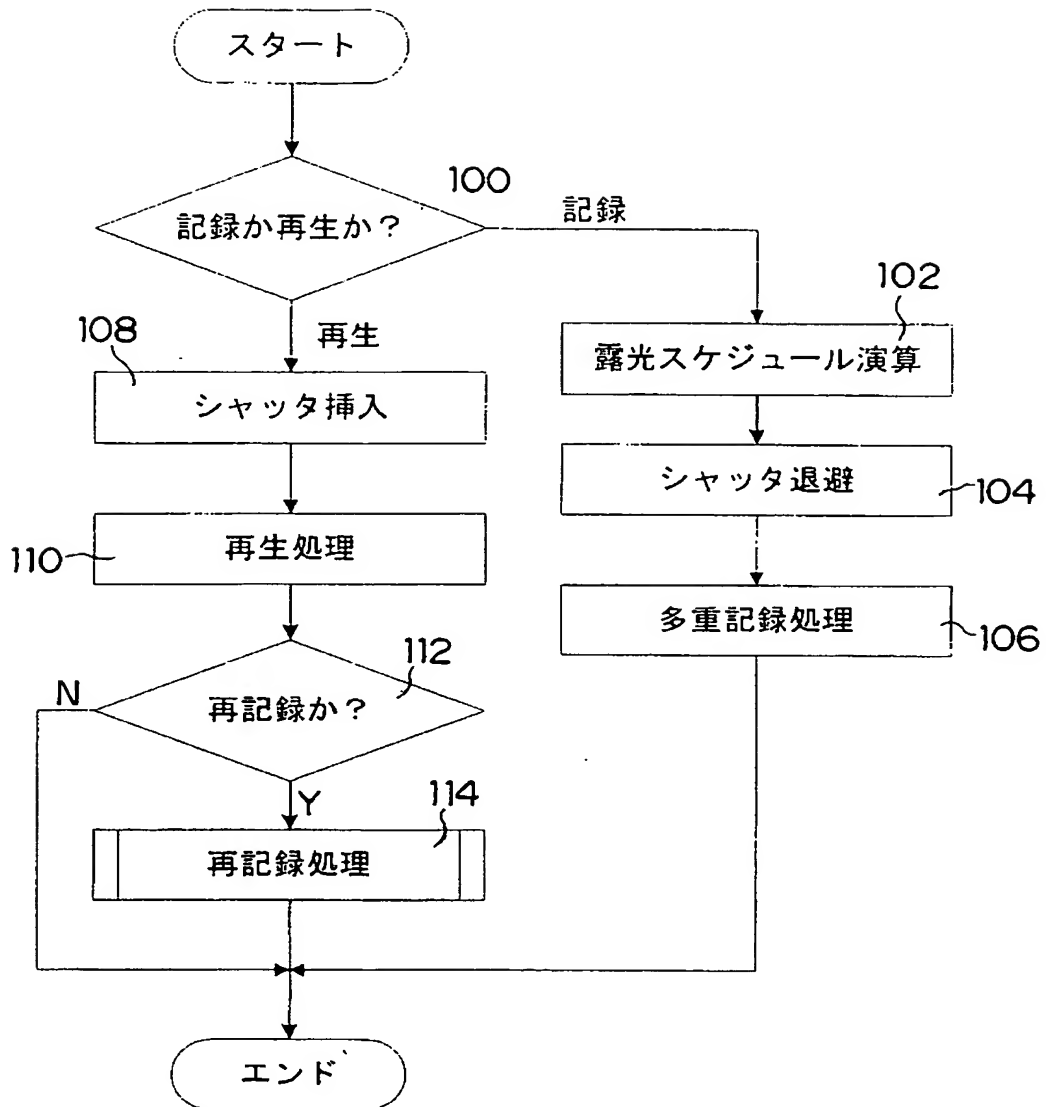 スタート
100
記録か再生か？
記録
102
108
再生
露光スケジュール演算
シャッタ挿入
シャッタ退避
104
110
再生処理
多重記録処理
106
112
N
再記録か？
Y
114
再記録処理
エンド